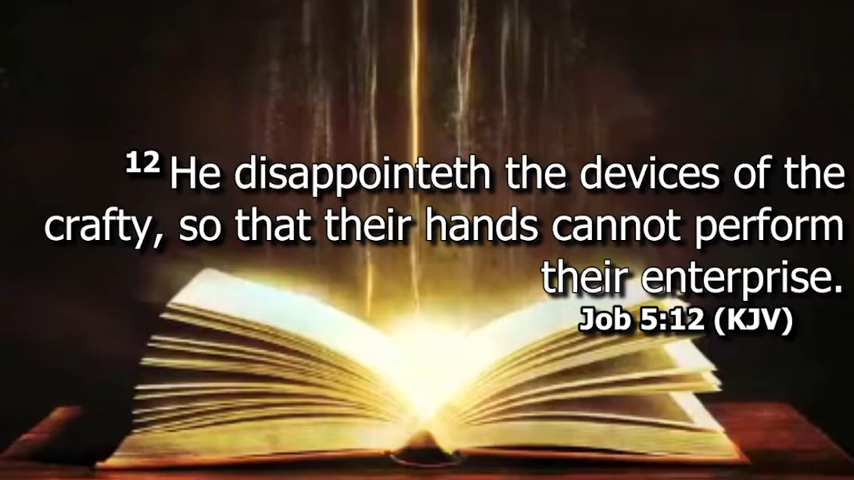 12 He disappointeth the devices of the
crafty, so that their hands cannot perform
their enterprise.
Job 5:12 (KJV)